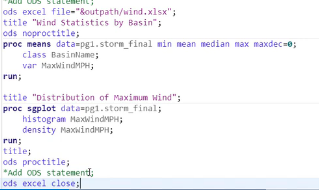 *Add ODS statement;
ods excel file="&outpath/wind.xlsx";
title "Wind Statistics by Basin";
ods noproctitle;
proc means data=pg1.storm_final min mean median max maxdec=0;
class BasinName;
var MaxWindMPH;
run;
title "Distribution of Maximum Wind";
proc sgplot data=pg1.storm_final;
histogram MaxWindMPH;
density MaxWindMPH;
run;
title;
ods proctitle;
*Add ODS statement;
ods excel close;